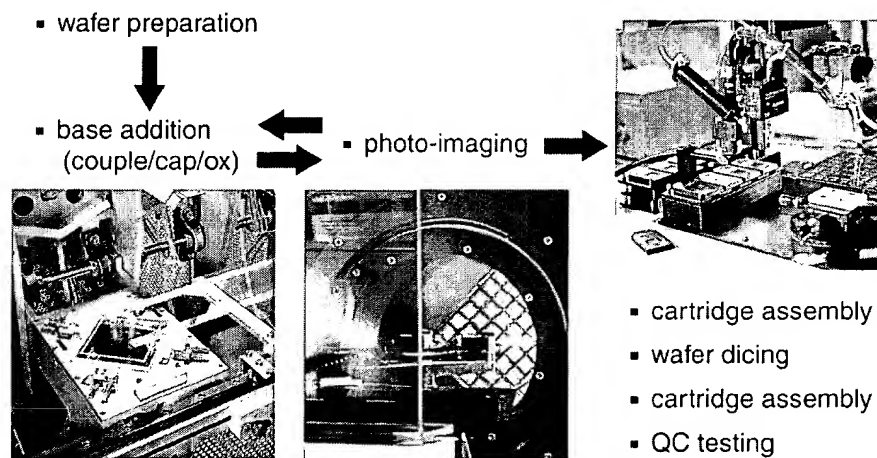 ▪ wafer preparation
▪ base addition
(couple/cap/ox)
▪ photo-imaging
▪ cartridge assembly
▪ wafer dicing
▪ cartridge assembly
▪ QC testing